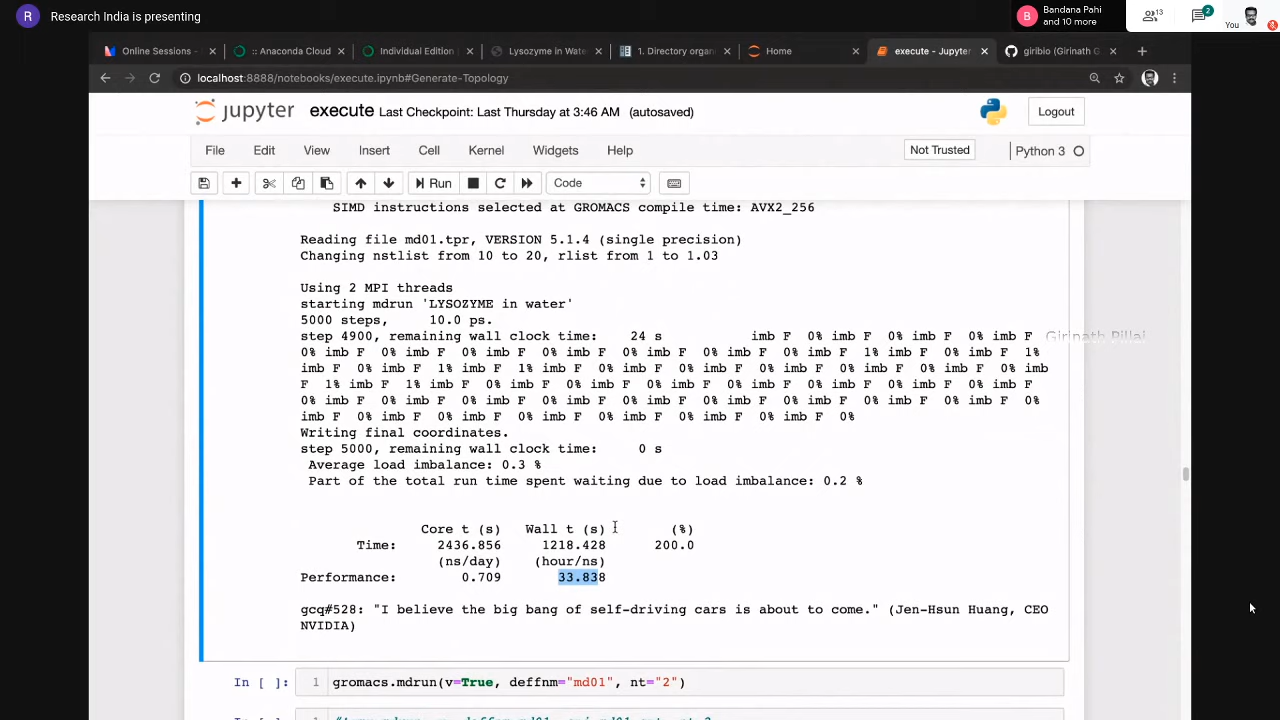 R Research India is presenting
B Bandana Pahi and 10 more 13 2 You
Online Sessions - :: Anaconda Cloud Individual Edition Lysozyme in Wate 1. Directory organ Home execute - Jupyter giribio (Girinath G
localhost:8888/notebooks/execute.ipynb#Generate-Topology
jupyter execute Last Checkpoint: Last Thursday at 3:46 AM (autosaved) Logout
File Edit View Insert Cell Kernel Widgets Help Not Trusted Python 3
Run Code
SIMD instructions selected at GROMACS compile time: AVX2_256
Reading file md01.tpr, VERSION 5.1.4 (single precision)
Changing nstlist from 10 to 20, rlist from 1 to 1.03
Using 2 MPI threads
starting mdrun 'LYSOZYME in water'
5000 steps, 10.0 ps.
step 4900, remaining wall clock time: 24 s imb F 0% imb F 0% imb F 0% imb F
Girinath Pillai
0% imb F 0% imb F 0% imb F 0% imb F 0% imb F 0% imb F 0% imb F 1% imb F 1%
imb F 0% imb F 1% imb F 1% imb F 0% imb F 0% imb F 0% imb F 0% imb F 0% imb
F 1% imb F 1% imb F 0% imb F 0% imb F 0% imb F 0% imb F 0% imb F 0% imb F
0% imb F 0% imb F 0% imb F 0% imb F 0% imb F 0% imb F 0% imb F 0% imb F 0%
imb F 0% imb F 0% imb F 0% imb F 0% imb F 0% imb F 0% imb F 0%
Writing final coordinates.
step 5000, remaining wall clock time: 0 s
Average load imbalance: 0.3 %
Part of the total run time spent waiting due to load imbalance: 0.2 %
Core t (s) Wall t (s) (%)
Time: 2436.856 1218.428 200.0
(ns/day) (hour/ns)
Performance: 0.709 33.838
gcq#528: "I believe the big bang of self-driving cars is about to come." (Jen-Hsun Huang, CEO
NVIDIA)
In [ ]: 1 gromacs.mdrun(v=True, deffnm="md01", nt="2")